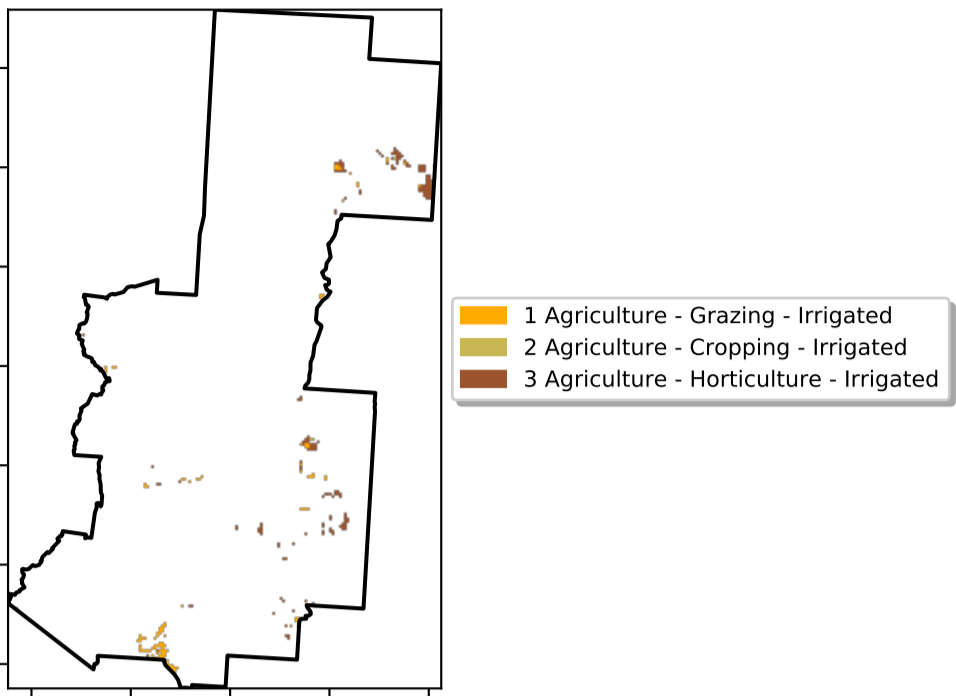 1 Agriculture - Grazing - Irrigated
2 Agriculture - Cropping - Irrigated
3 Agriculture - Horticulture - Irrigated